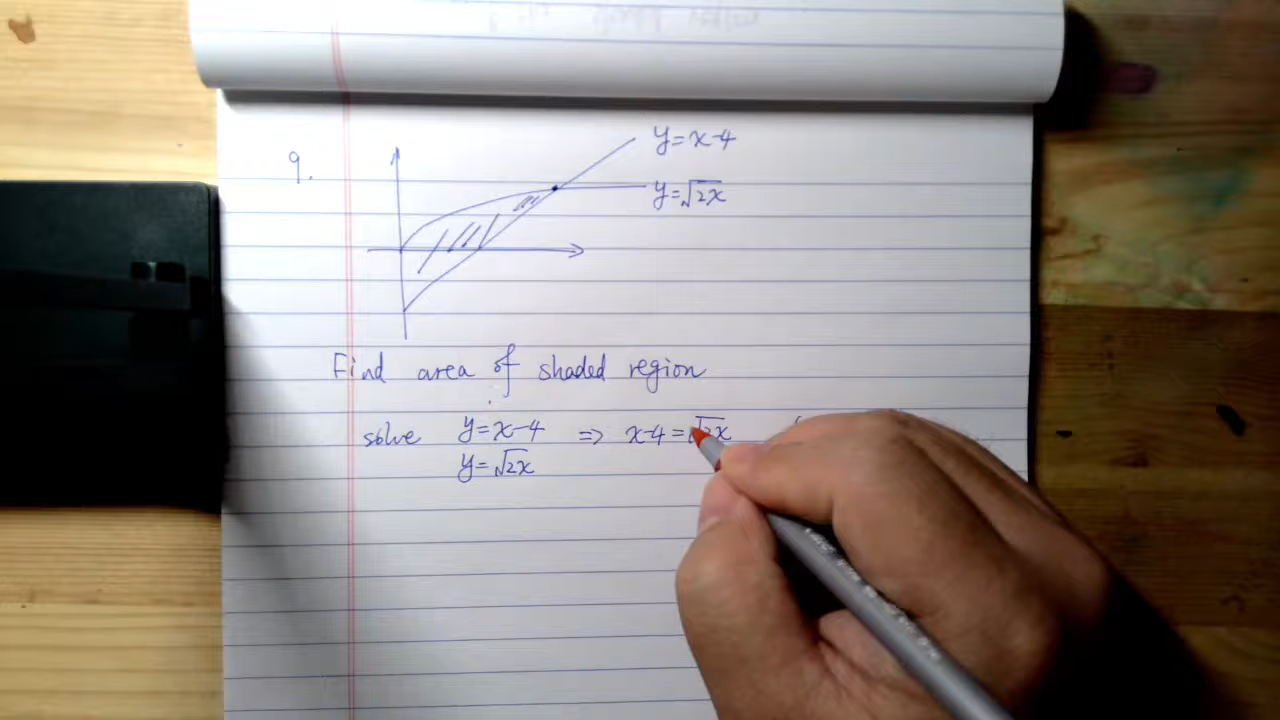 9.
y=x-4
y=√2x
Find area of shaded region
solve y=x-4 => x-4=√2x
y=√2x